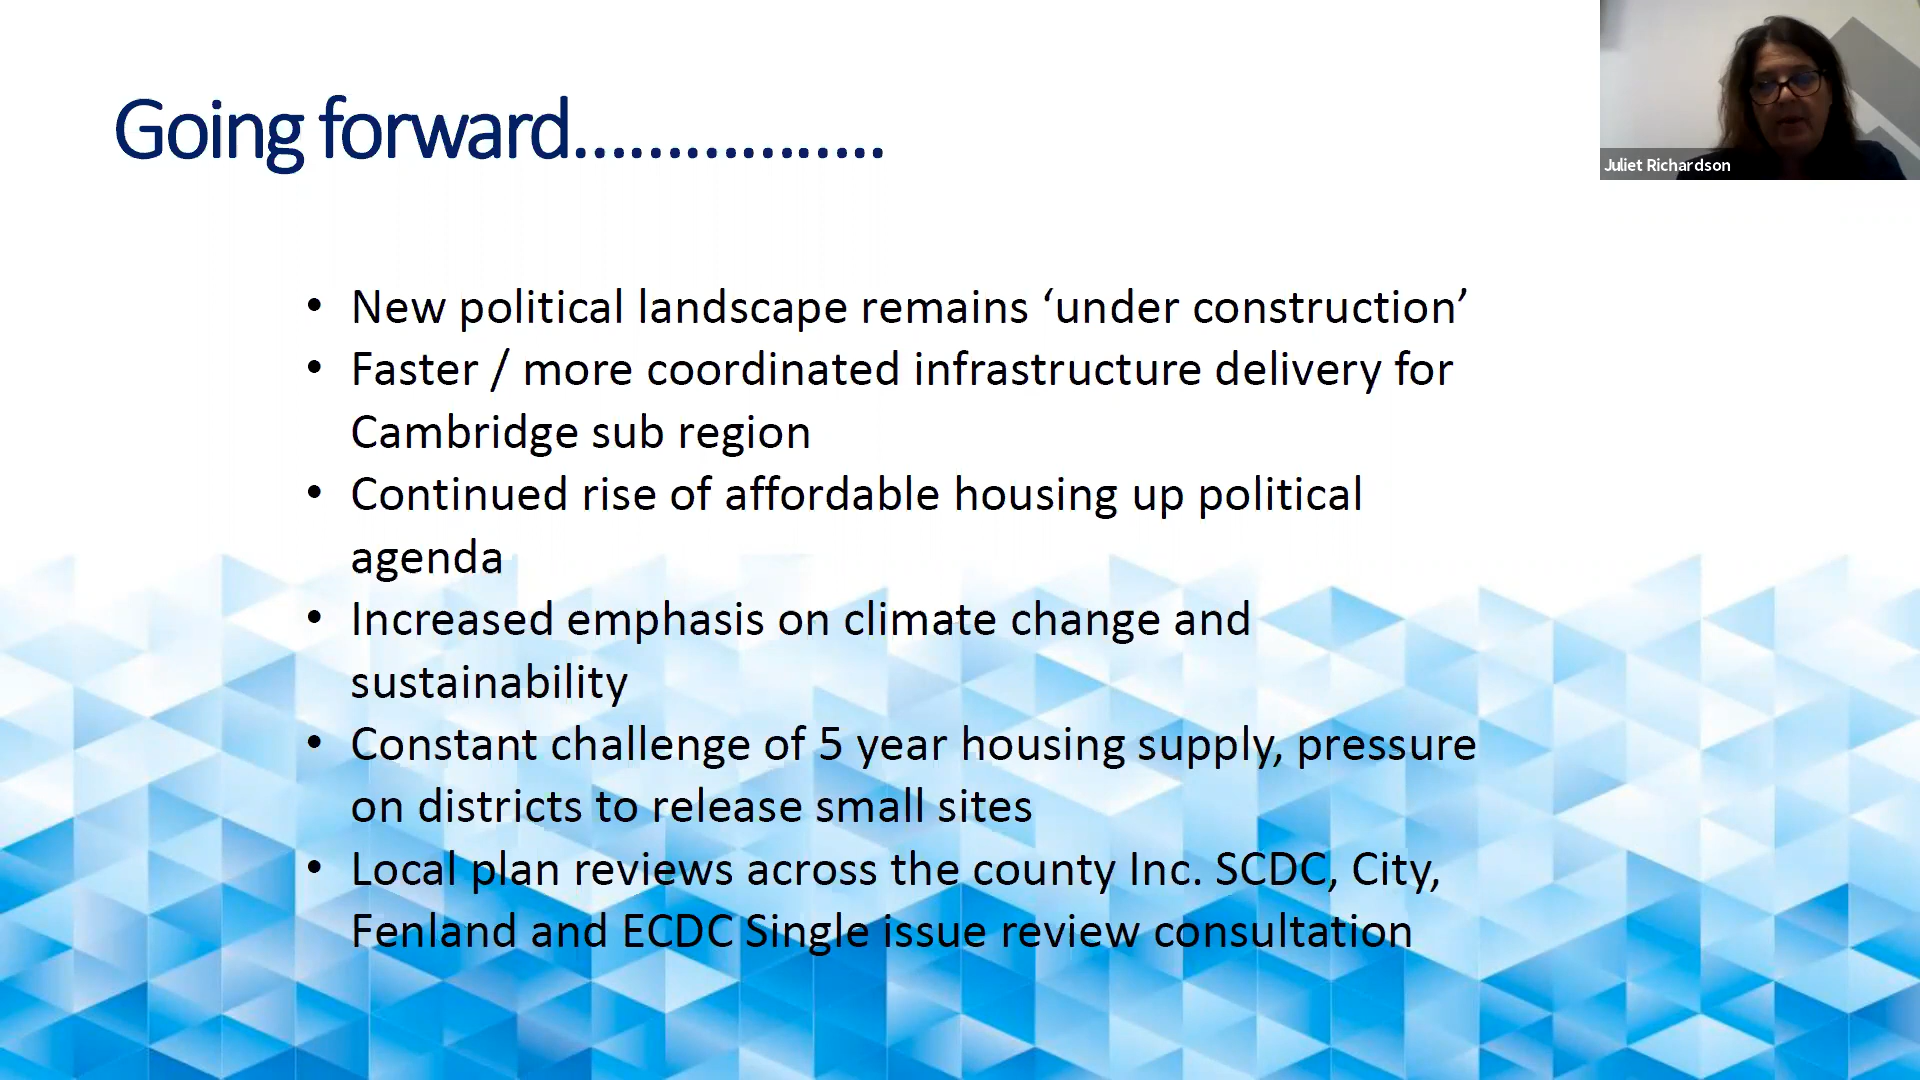 Going forward.................
Juliet Richardson
• New political landscape remains ‘under construction’
• Faster / more coordinated infrastructure delivery for
Cambridge sub region
• Continued rise of affordable housing up political
agenda
• Increased emphasis on climate change and
sustainability
• Constant challenge of 5 year housing supply, pressure
on districts to release small sites
• Local plan reviews across the county Inc. SCDC, City,
Fenland and ECDC Single issue review consultation